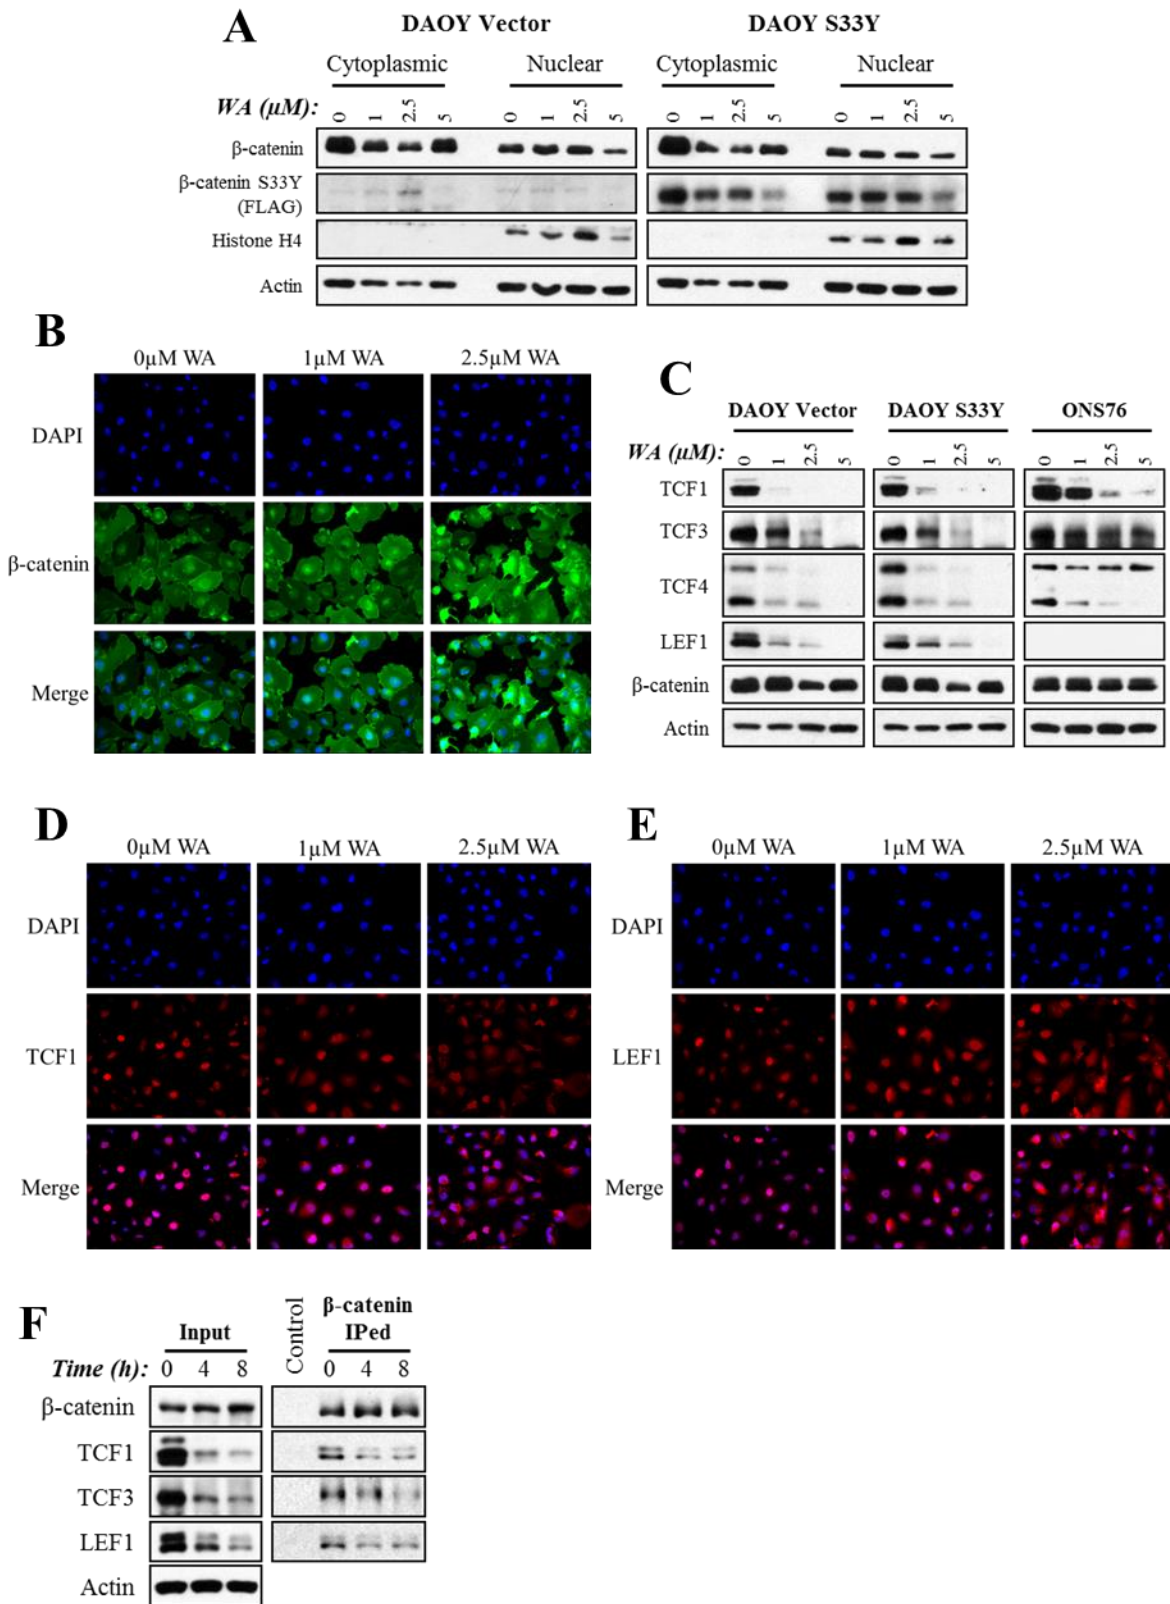 A
DAOY Vector DAOY S33Y
Cytoplasmic Nuclear Cytoplasmic Nuclear
WA (µM): 0 1 2.5 5 0 1 2.5 5 0 1 2.5 5 0 1 2.5 5
β-catenin
β-catenin S33Y
(FLAG)
Histone H4
Actin
B
0µM WA 1µM WA 2.5µM WA
DAPI
β-catenin
Merge
C
DAOY Vector DAOY S33Y ONS76
WA (µM): 0 1 2.5 5 0 1 2.5 5 0 1 2.5 5
TCF1
TCF3
TCF4
LEF1
β-catenin
Actin
D
0µM WA 1µM WA 2.5µM WA
DAPI
TCF1
Merge
E
0µM WA 1µM WA 2.5µM WA
DAPI
LEF1
Merge
F
Input Control β-catenin
IPed
Time (h): 0 4 8 0 4 8
β-catenin
TCF1
TCF3
LEF1
Actin